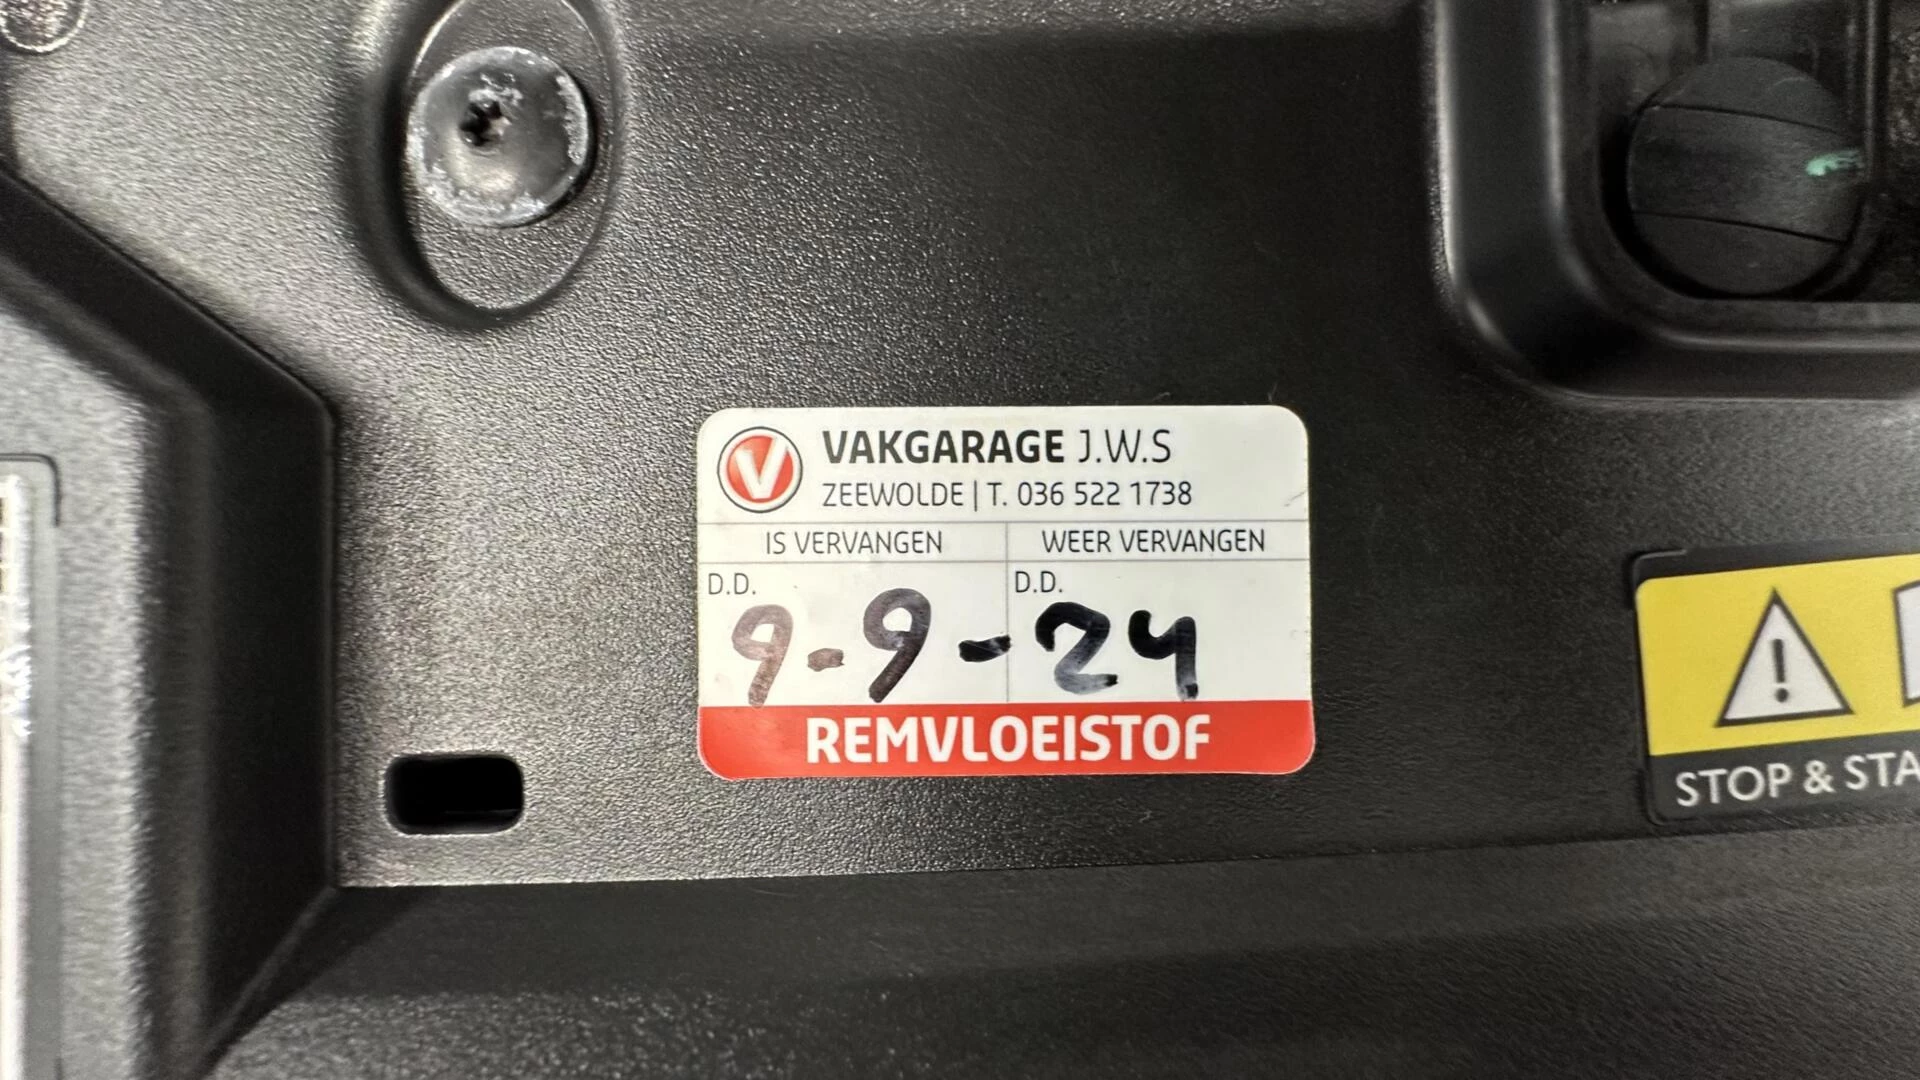 V VAKGARAGE J.W.S
ZEEWOLDE | T. 036 522 1738
IS VERVANGEN WEER VERVANGEN
D.D. D.D.
9-9-24
REMVLOEISTOF
!
STOP & STA